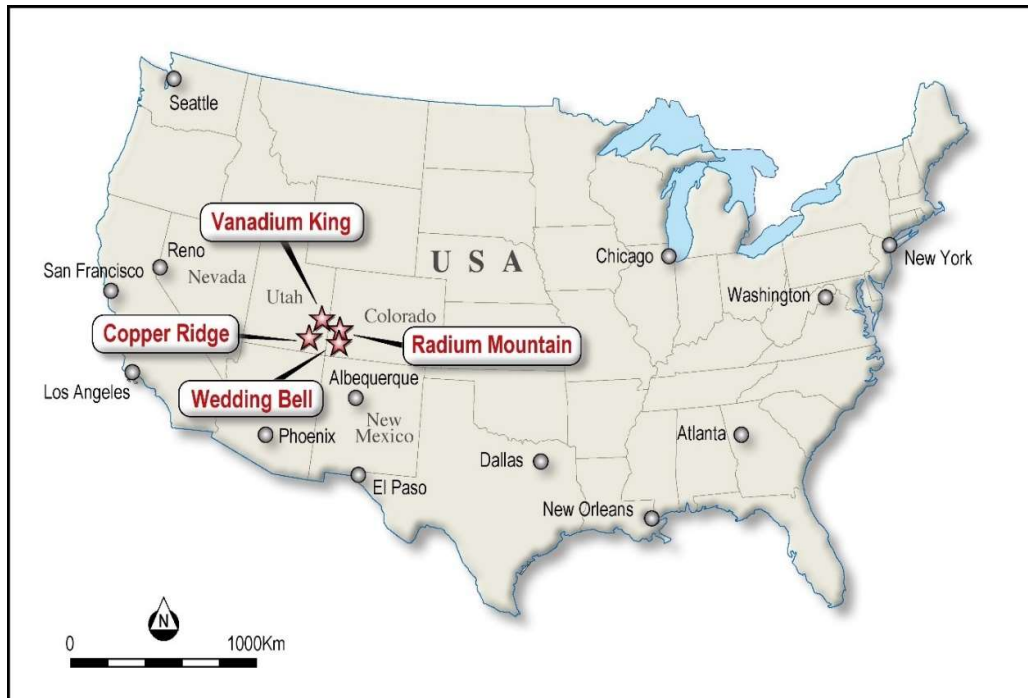 Seattle
Vanadium King
Reno
Nevada
San Francisco
U S A
Chicago
New York
Utah
Washington
Colorado
Copper Ridge
Radium Mountain
Los Angeles
Wedding Bell
Albequerque
New
Mexico
Phoenix
Atlanta
Dallas
El Paso
New Orleans
N
0
1000Km